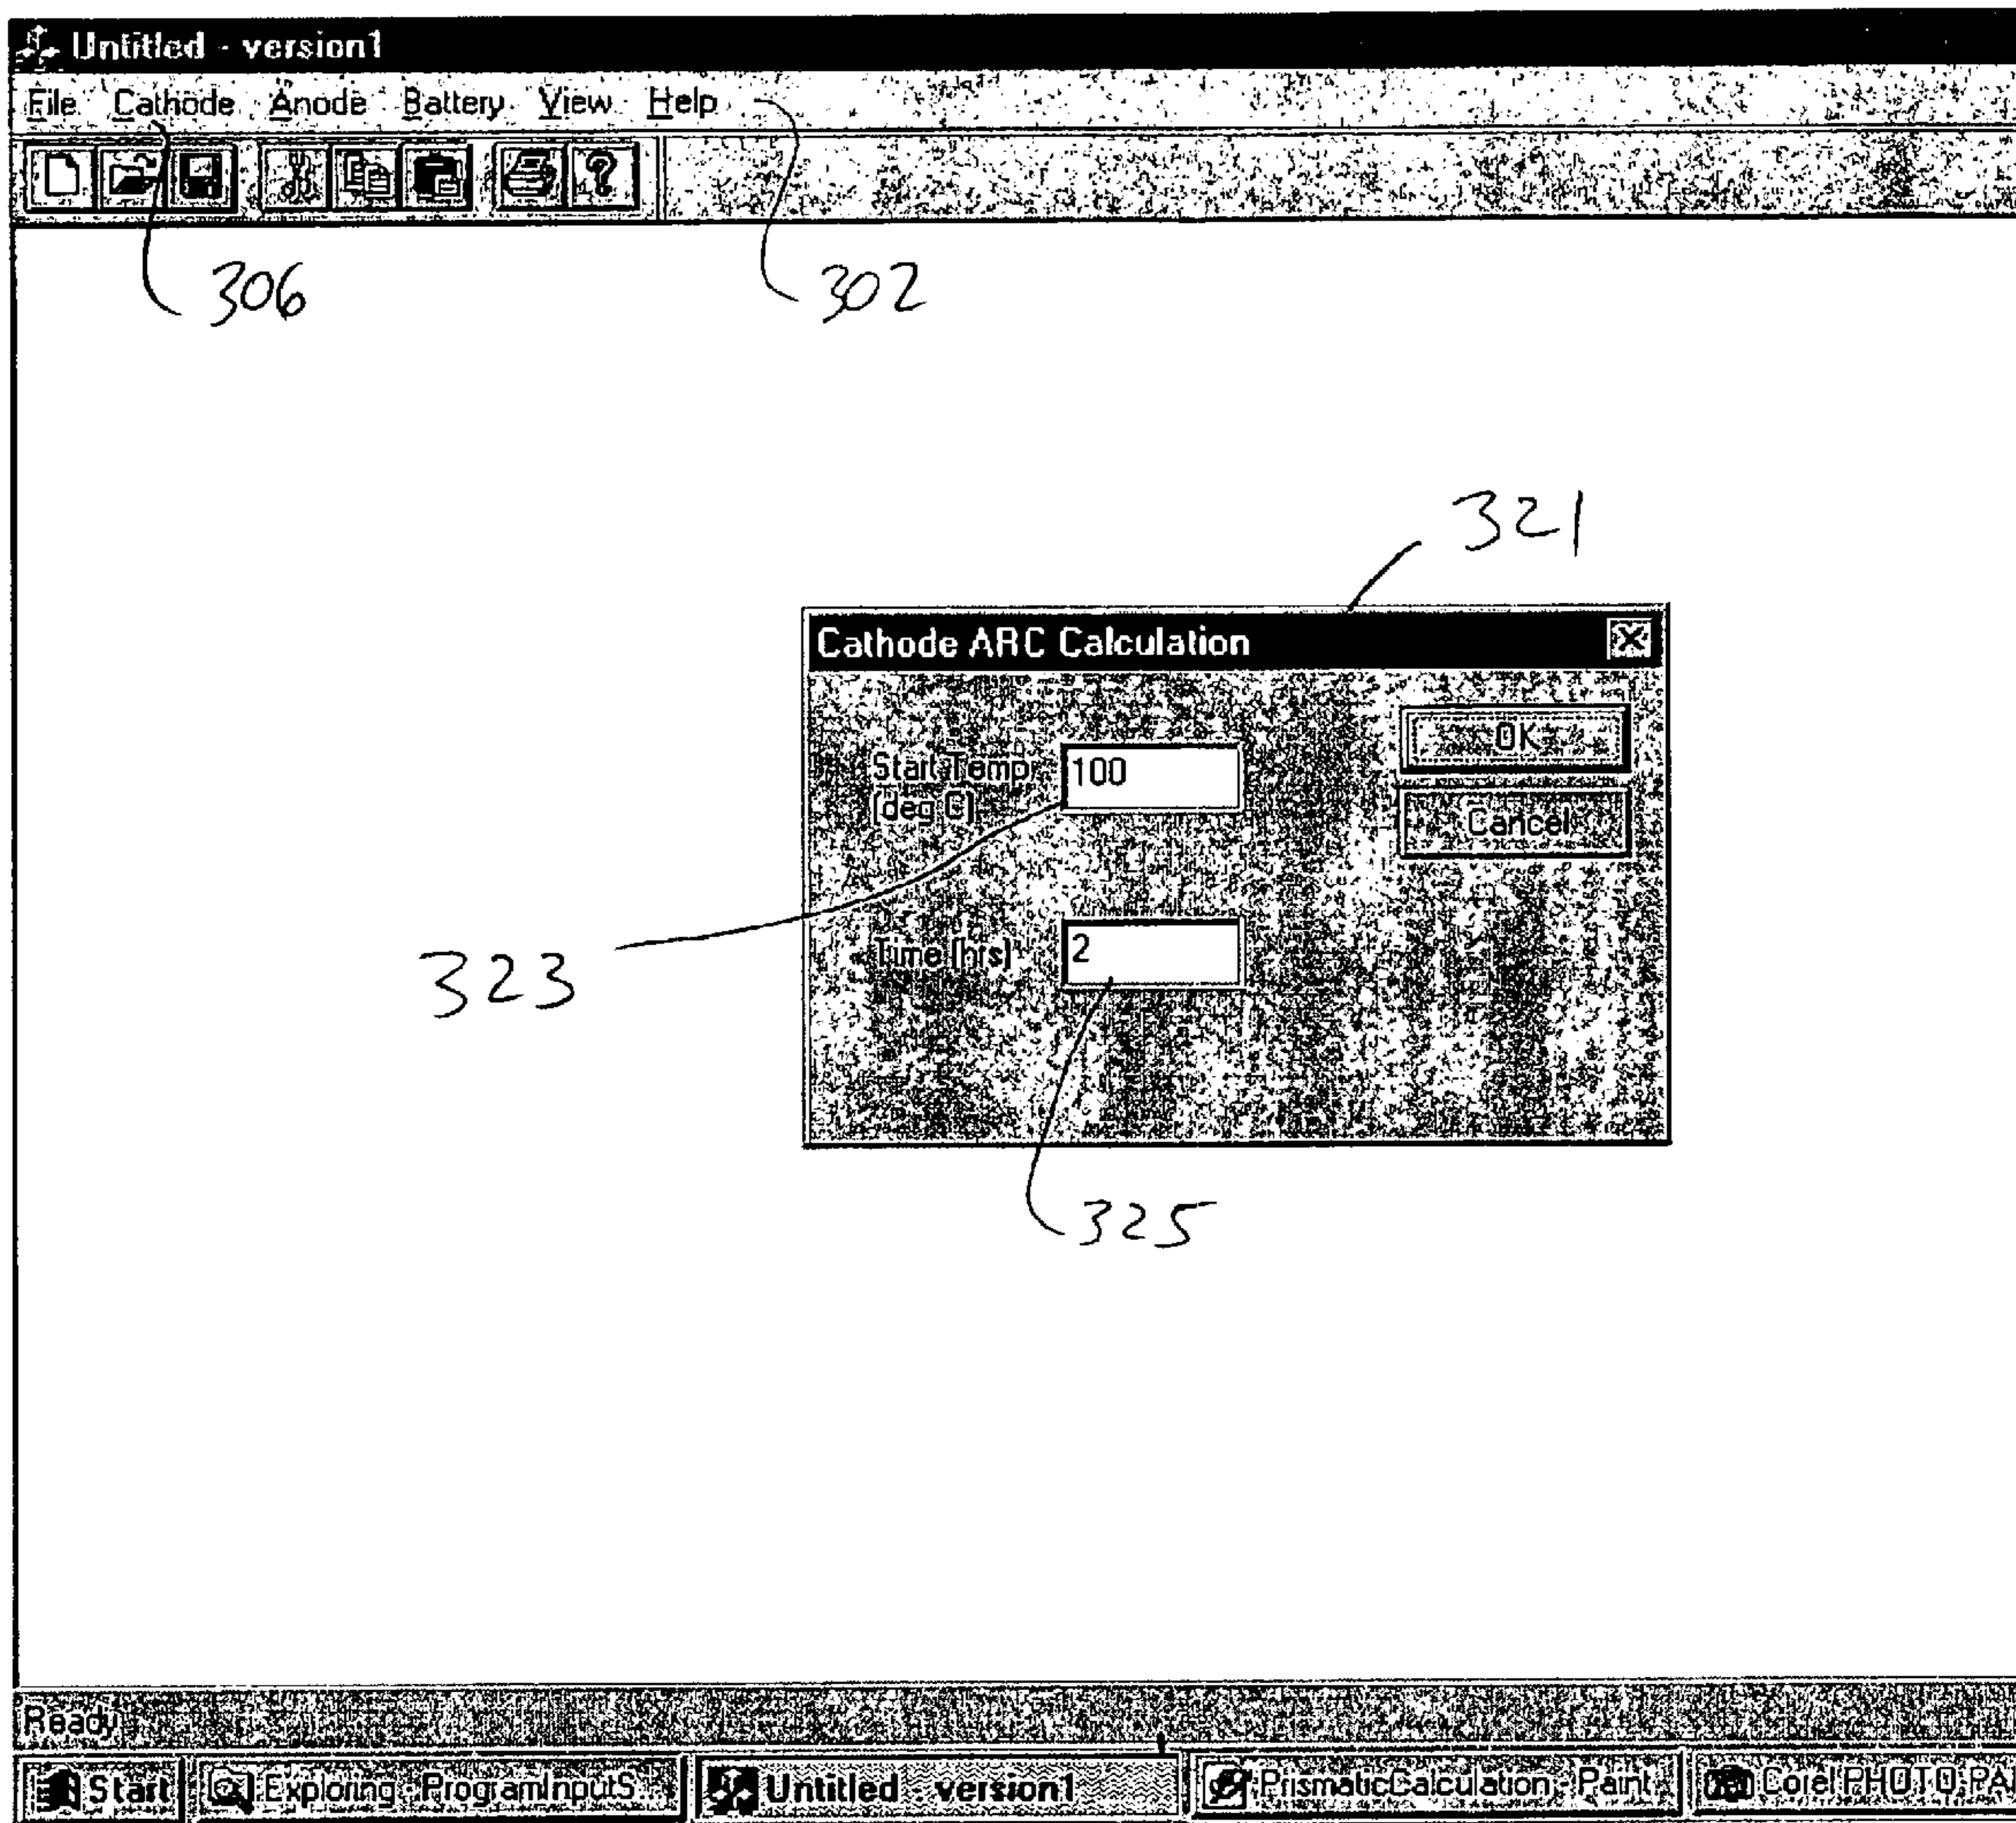 Untitled - version1
File Cathode Anode Battery View Help
306
302
321
Cathode ARC Calculation
OK
Start Temp 100
(deg C)
Cancel
323
Time (hrs) 2
325
Ready
Start Exploring - ProgramInputS... Untitled - version1 PrismaticCalculation - Paint Corel PHOTO-PA